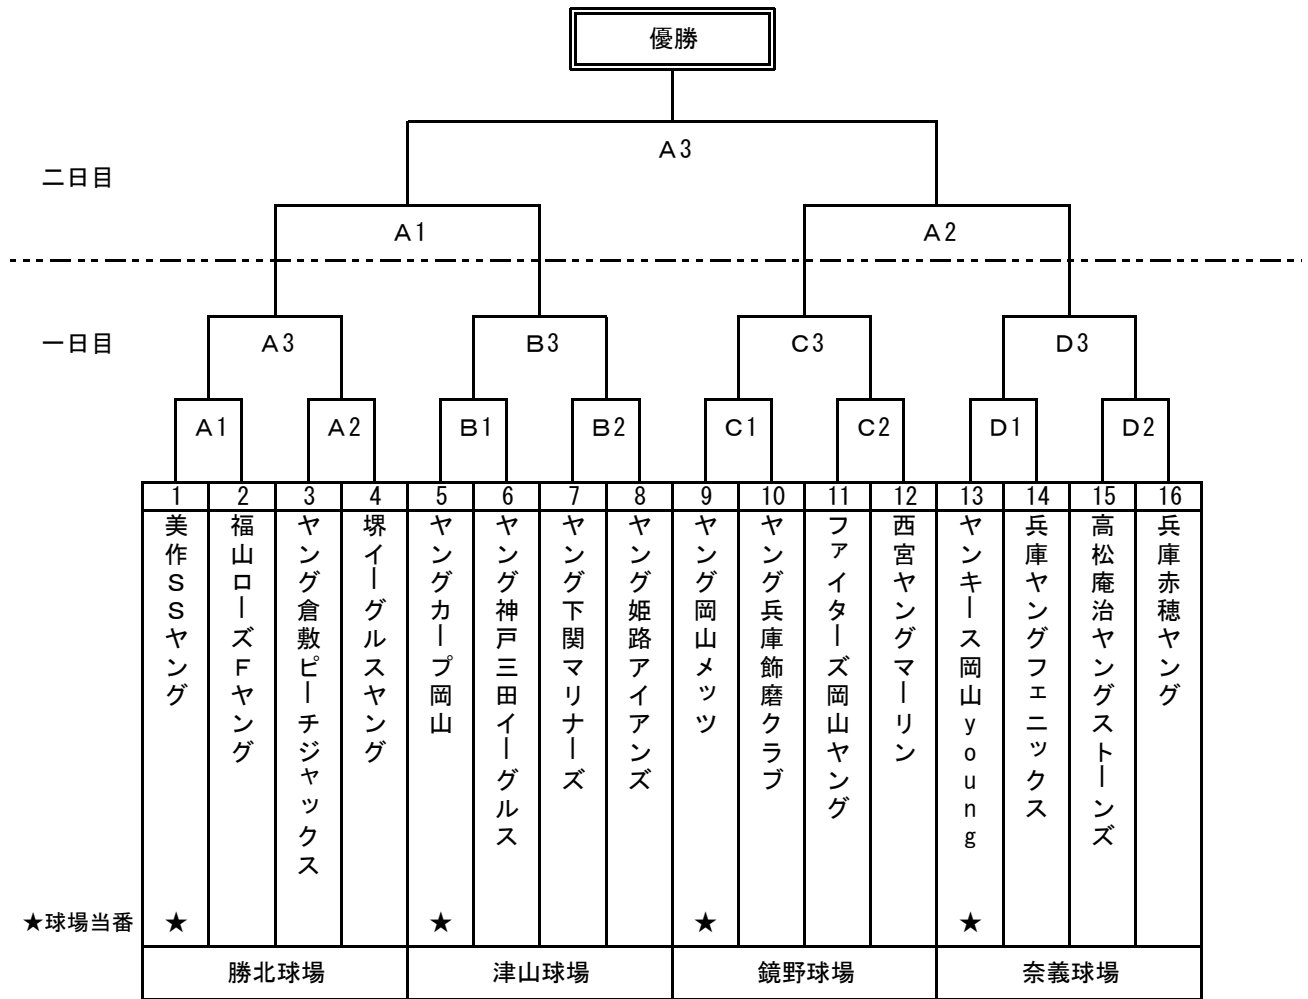 優勝
A3
二日目
A1
A2
一日目
A3
B3
C3
D3
A1
A2
B1
B2
C1
C2
D1
D2
1
2
3
4
5
6
7
8
9
10
11
12
13
14
15
16
美作SSヤング
福山ローズFヤング
ヤング倉敷ピーチジャックス
堺イーグルスヤング
ヤングカープ岡山
ヤング神戸三田イーグルス
ヤング下関マリナーズ
ヤング姫路アイアンズ
ヤング岡山メッツ
ヤング兵庫飾磨クラブ
ファイターズ岡山ヤング
西宮ヤングマーリン
ヤンキース岡山young
兵庫ヤングフェニックス
高松庵治ヤングストーンズ
兵庫赤穂ヤング
★球場当番
★
★
★
★
勝北球場
津山球場
鏡野球場
奈義球場